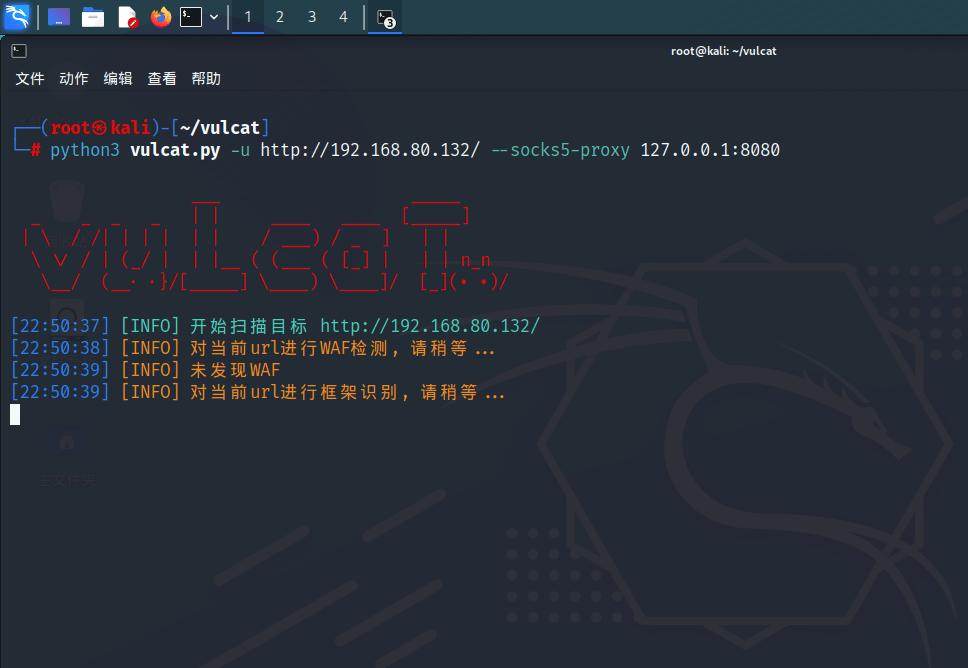 1 2 3 4 3
root@kali: ~/vulcat
文件 动作 编辑 查看 帮助
┌──(root㉿kali)-[~/vulcat]
└─# python3 vulcat.py -u http://192.168.80.132/ --socks5-proxy 127.0.0.1:8080
[22:50:37] [INFO] 开始扫描目标 http://192.168.80.132/
[22:50:38] [INFO] 对当前url进行WAF检测, 请稍等...
[22:50:39] [INFO] 未发现WAF
[22:50:39] [INFO] 对当前url进行框架识别, 请稍等...
主文件夹